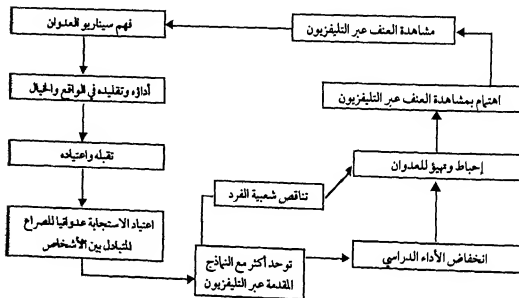 فهم سيناريو العدوان
مشاهدة العنف عبر التليفزيون
أداؤه وتقليده في الواقع والخيال
اهتمام بمشاهدة العنف عبر التليفزيون
تقبله واعتياده
إحباط وتهيؤ للعدوان
تناقص شعبية الفرد
اعتياد الاستجابة عدوانيا للصراع
المتبادل بين الأشخاص
توحد أكثر مع النماذج
المقدمة عبر التليفزيون
انخفاض الأداء الدراسي